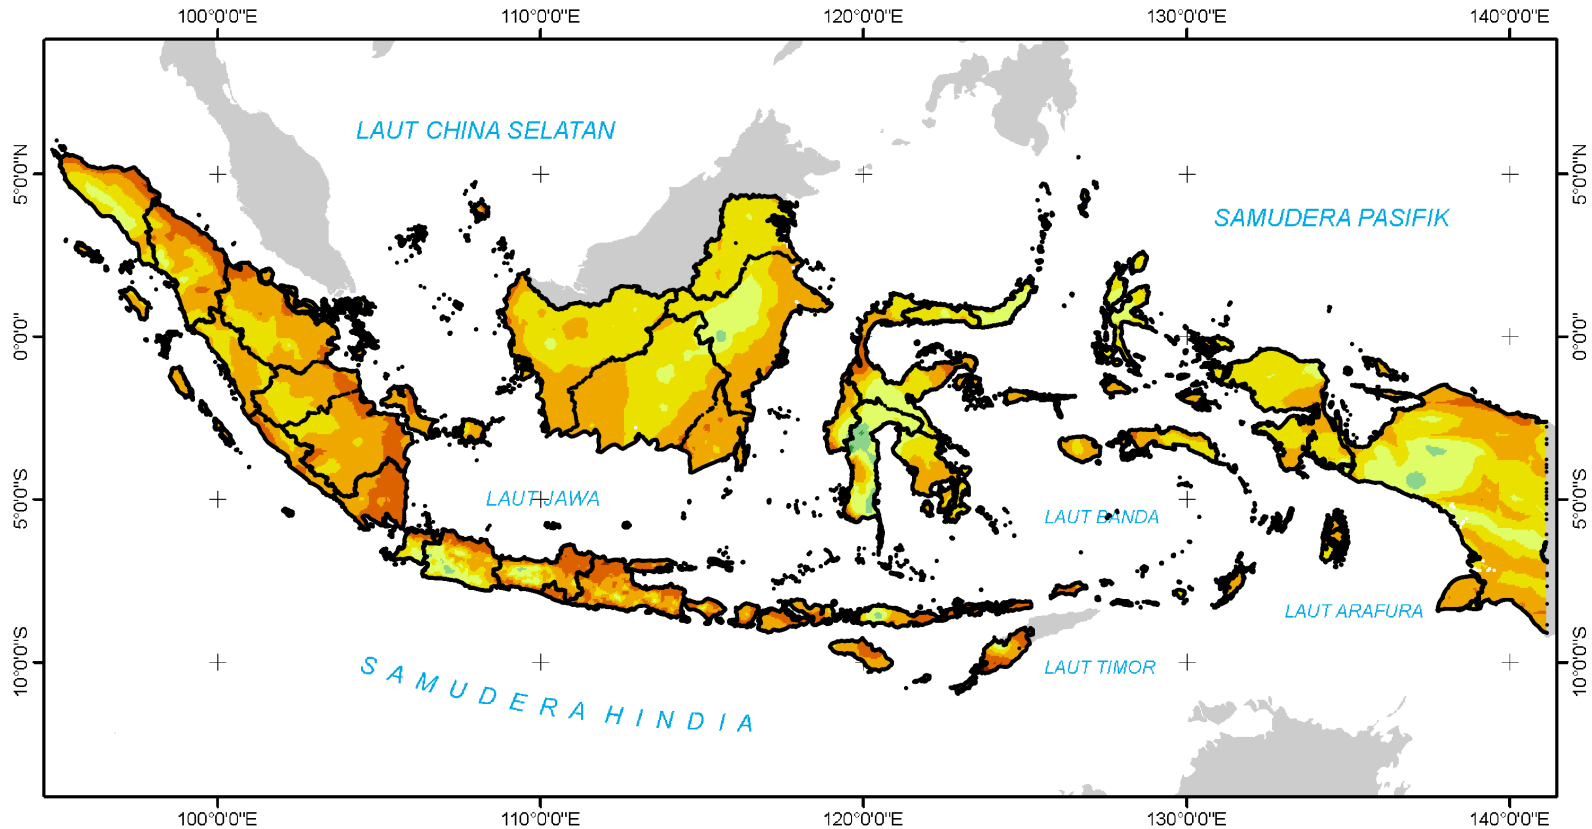 100°0'0"E 110°0'0"E 120°0'0"E 130°0'0"E 140°0'0"E
LAUT CHINA SELATAN
5°0'0"N 5°0'0"N
SAMUDERA PASIFIK
0°0'0" 0°0'0"
LAUT JAWA
5°0'0"S 5°0'0"S
LAUT BANDA
LAUT ARAFURA
10°0'0"S 10°0'0"S
LAUT TIMOR
SAMUDERA HINDIA
100°0'0"E 110°0'0"E 120°0'0"E 130°0'0"E 140°0'0"E